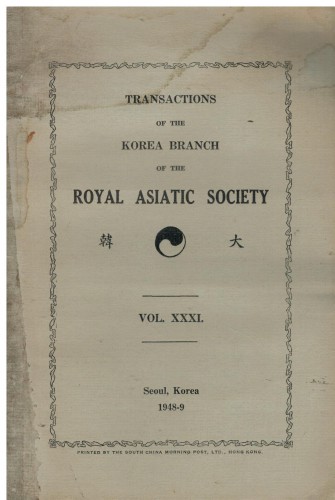 TRANSACTIONS
OF THE
KOREA BRANCH
OF THE
ROYAL ASIATIC SOCIETY
韓 大
VOL. XXXI.
Seoul, Korea
1948-9
PRINTED BY THE SOUTH CHINA MORNING POST, LTD., HONG KONG.